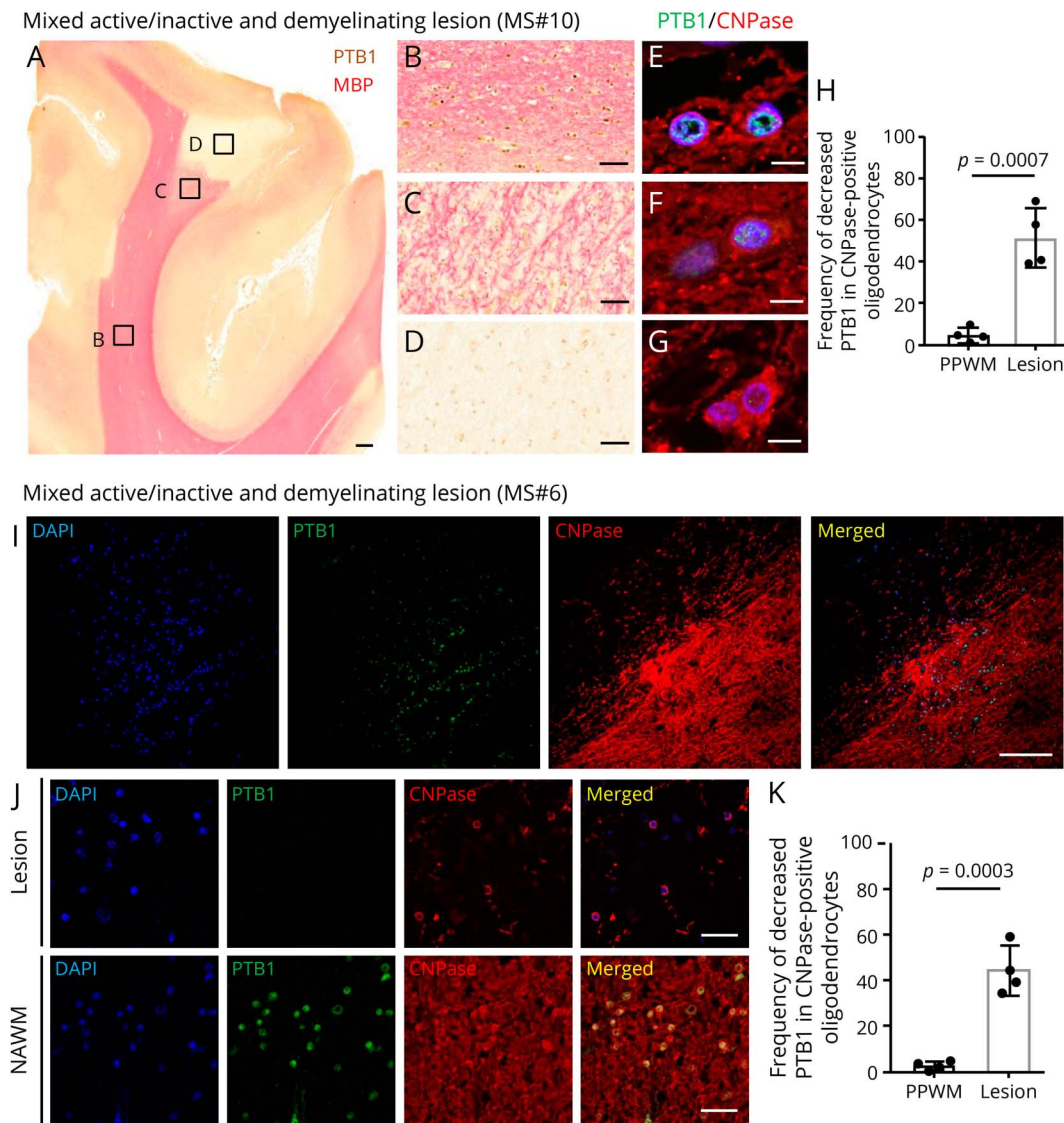 Mixed active/inactive and demyelinating lesion (MS#10)
PTB1/CNPase
A
PTB1
MBP
D
C
B
B
C
D
E
F
G
H
Frequency of decreased
PTB1 in CNPase-positive
oligodendrocytes
100
80
60
40
20
0
p = 0.0007
PPWM
Lesion
Mixed active/inactive and demyelinating lesion (MS#6)
I
DAPI
PTB1
CNPase
Merged
J
Lesion
DAPI
PTB1
CNPase
Merged
NAWM
DAPI
PTB1
CNPase
Merged
K
Frequency of decreased
PTB1 in CNPase-positive
oligodendrocytes
100
80
60
40
20
0
p = 0.0003
PPWM
Lesion